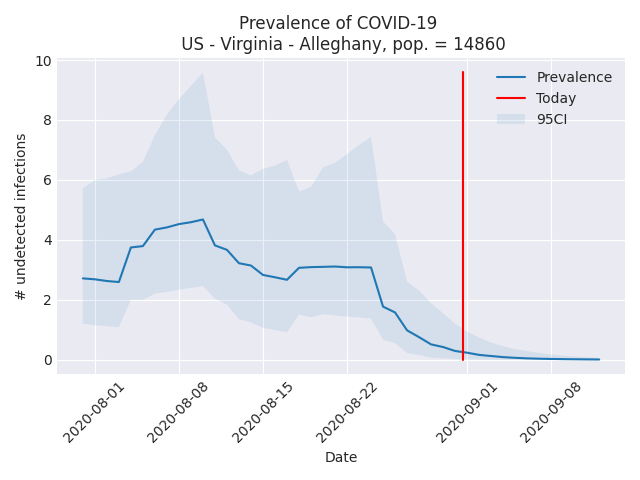 Prevalence of COVID-19
US - Virginia - Alleghany, pop. = 14860
Prevalence
Today
95CI
# undetected infections
10
8
6
4
2
0
2020-08-01
2020-08-08
2020-08-15
2020-08-22
2020-09-01
2020-09-08
Date